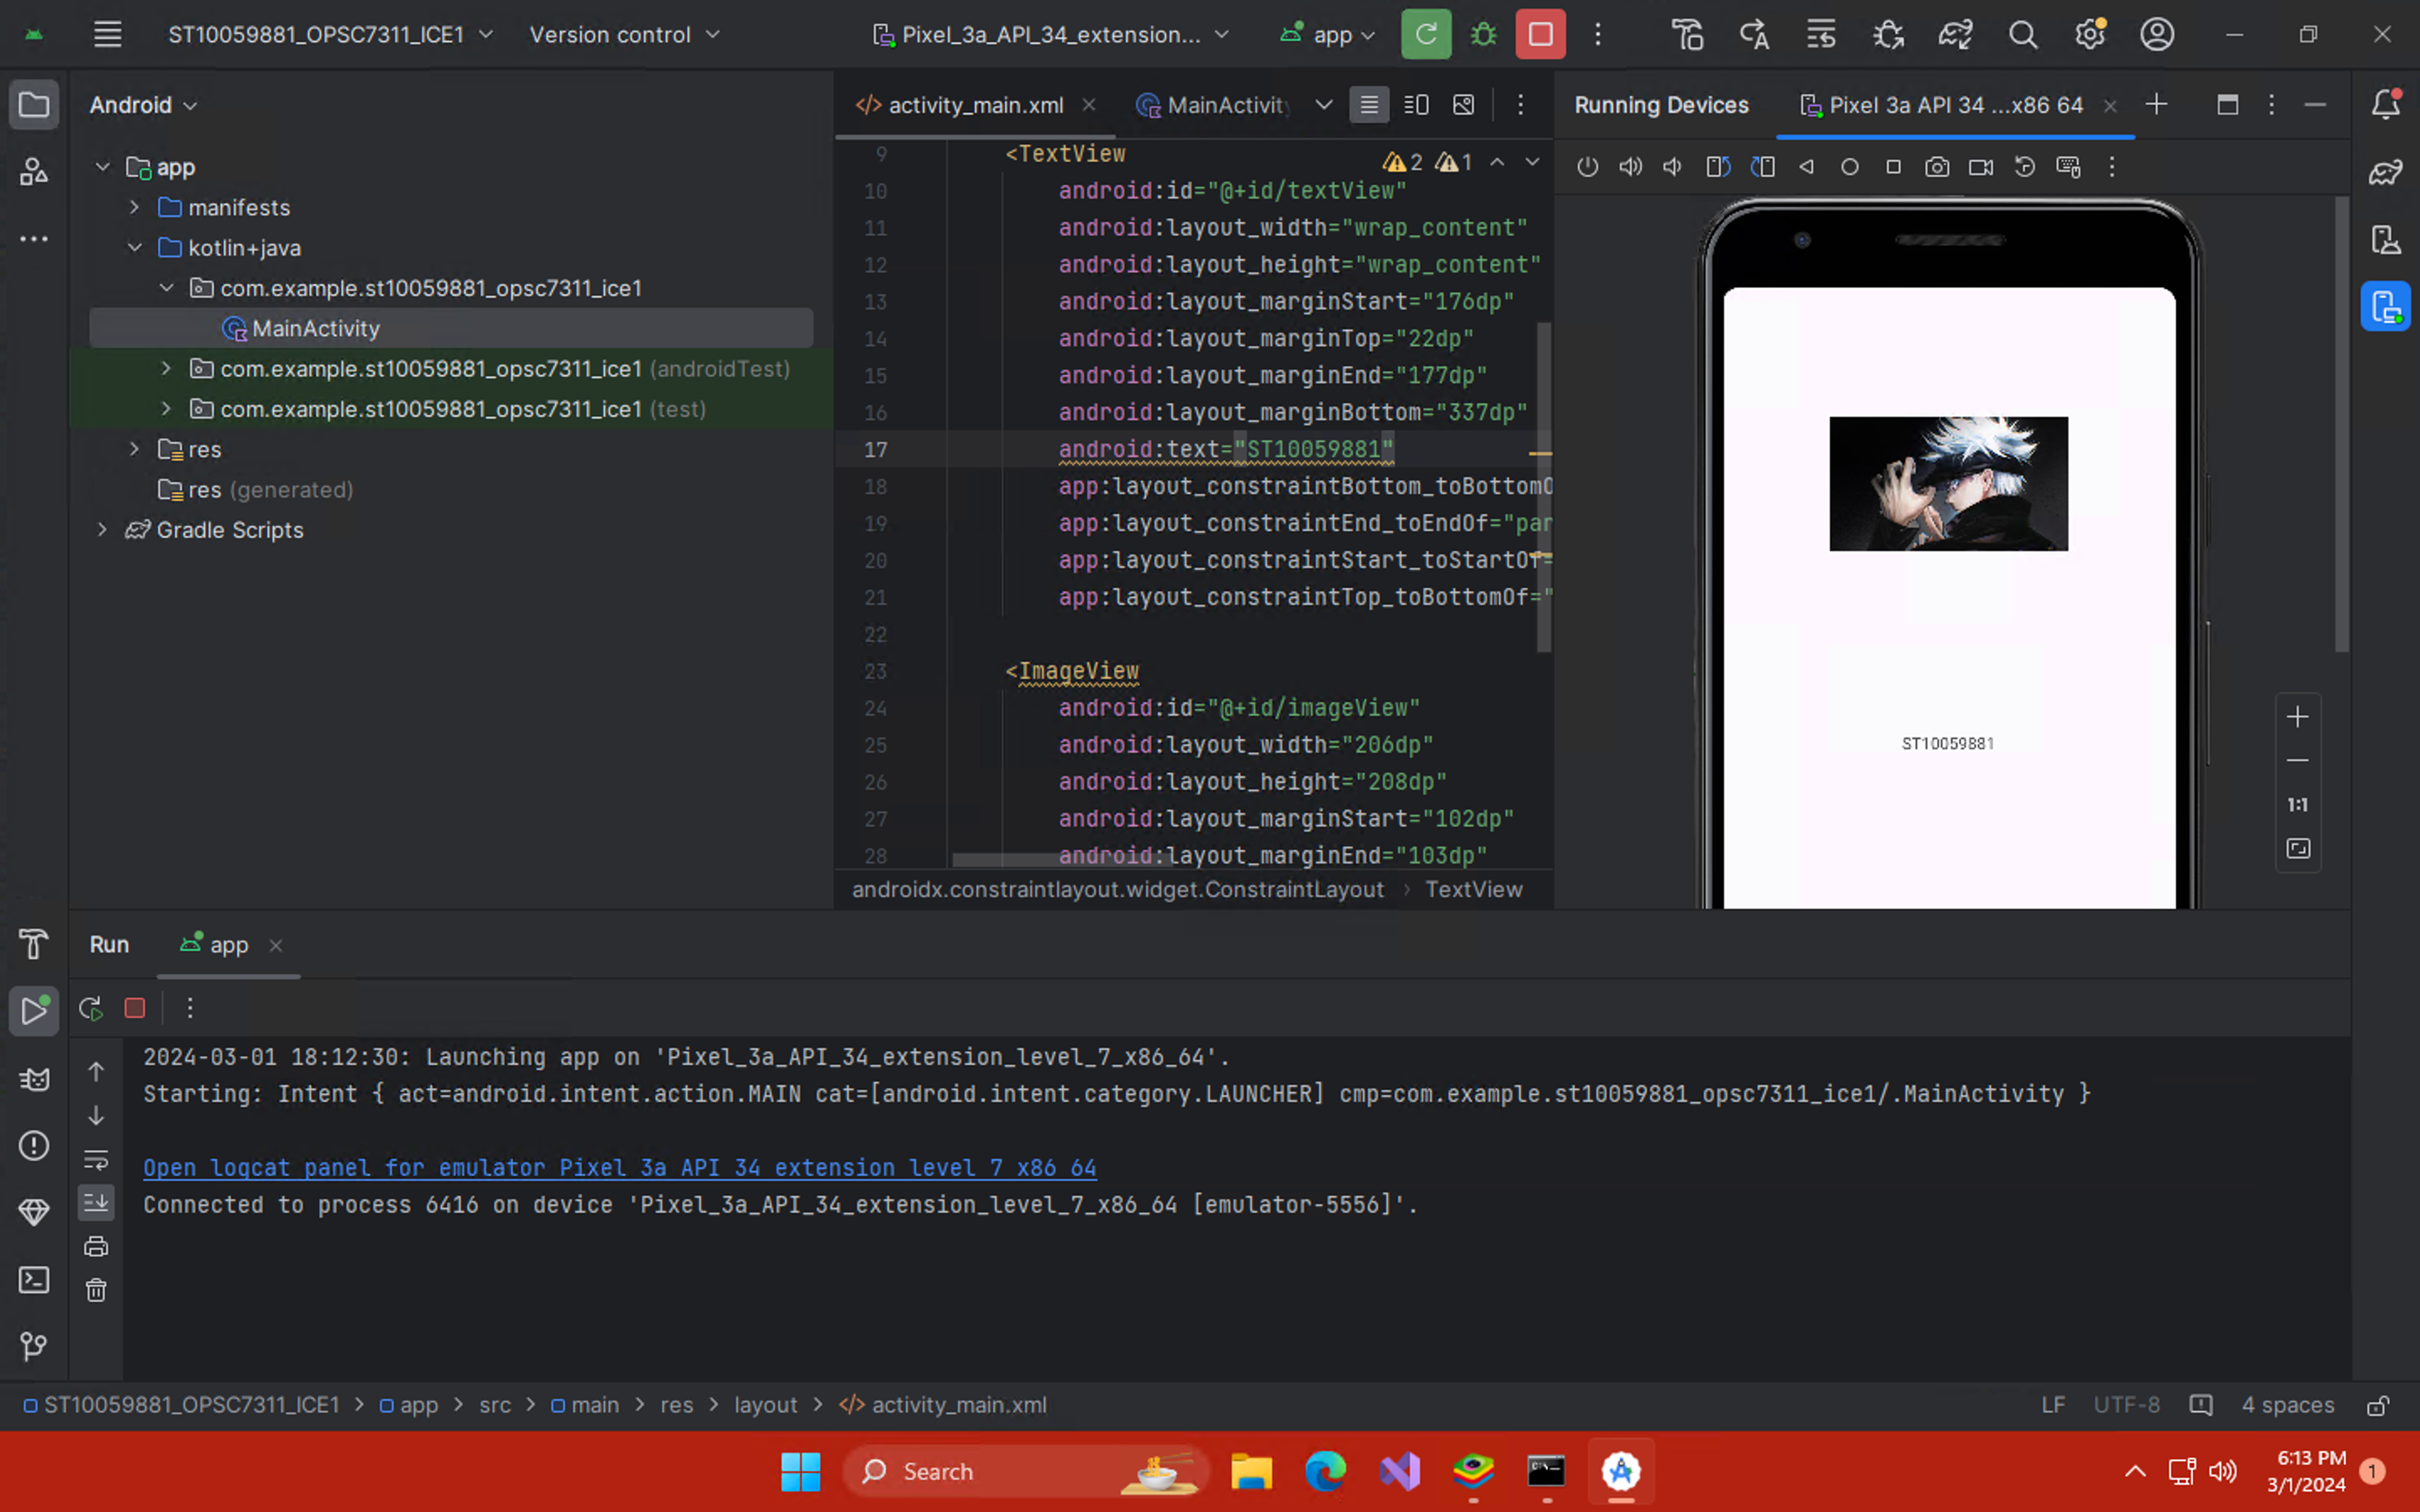 ST10059881_OPSC7311_ICE1
Version control
Pixel_3a_API_34_extension...
app
Android
app
manifests
kotlin+java
com.example.st10059881_opsc7311_ice1
MainActivity
com.example.st10059881_opsc7311_ice1 (androidTest)
com.example.st10059881_opsc7311_ice1 (test)
res
res (generated)
Gradle Scripts
activity_main.xml
MainActivity
2 1
9 <TextView
10 android:id="@+id/textView"
11 android:layout_width="wrap_content"
12 android:layout_height="wrap_content"
13 android:layout_marginStart="176dp"
14 android:layout_marginTop="22dp"
15 android:layout_marginEnd="177dp"
16 android:layout_marginBottom="337dp"
17 android:text="ST10059881"
18 app:layout_constraintBottom_toBottomO
19 app:layout_constraintEnd_toEndOf="par
20 app:layout_constraintStart_toStartOf=
21 app:layout_constraintTop_toBottomOf="
22
23 <ImageView
24 android:id="@+id/imageView"
25 android:layout_width="206dp"
26 android:layout_height="208dp"
27 android:layout_marginStart="102dp"
28 android:layout_marginEnd="103dp"
androidx.constraintlayout.widget.ConstraintLayout > TextView
Running Devices
Pixel 3a API 34 ...x86 64
ST10059881
1:1
Run
app
2024-03-01 18:12:30: Launching app on 'Pixel_3a_API_34_extension_level_7_x86_64'.
Starting: Intent { act=android.intent.action.MAIN cat=[android.intent.category.LAUNCHER] cmp=com.example.st10059881_opsc7311_ice1/.MainActivity }
Open logcat panel for emulator Pixel 3a API 34 extension level 7 x86 64
Connected to process 6416 on device 'Pixel_3a_API_34_extension_level_7_x86_64 [emulator-5556]'.
ST10059881_OPSC7311_ICE1 > app > src > main > res > layout > activity_main.xml
LF UTF-8 4 spaces
Search
6:13 PM
3/1/2024
1